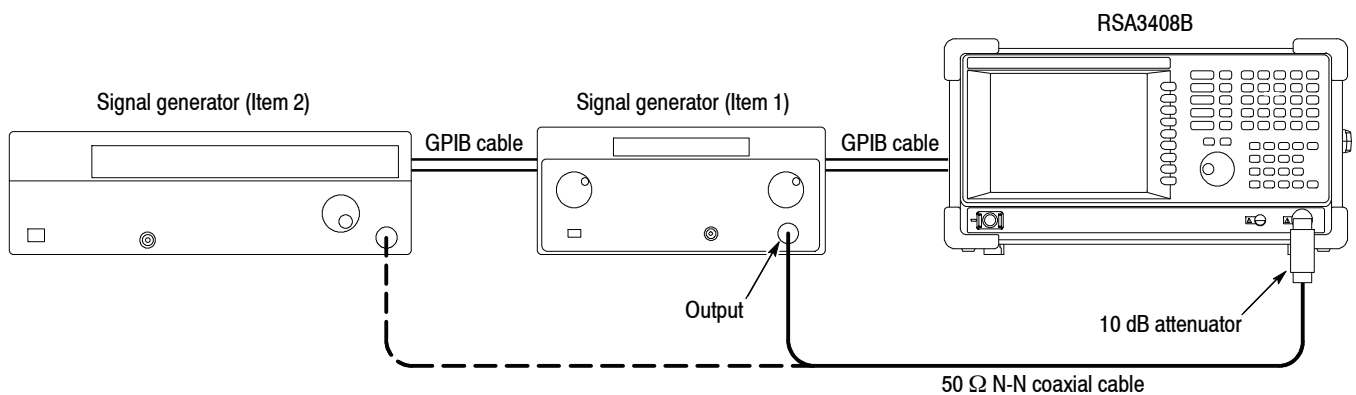 RSA3408B
Signal generator (Item 2)
Signal generator (Item 1)
GPIB cable
GPIB cable
Output
10 dB attenuator
50 Ω N-N coaxial cable